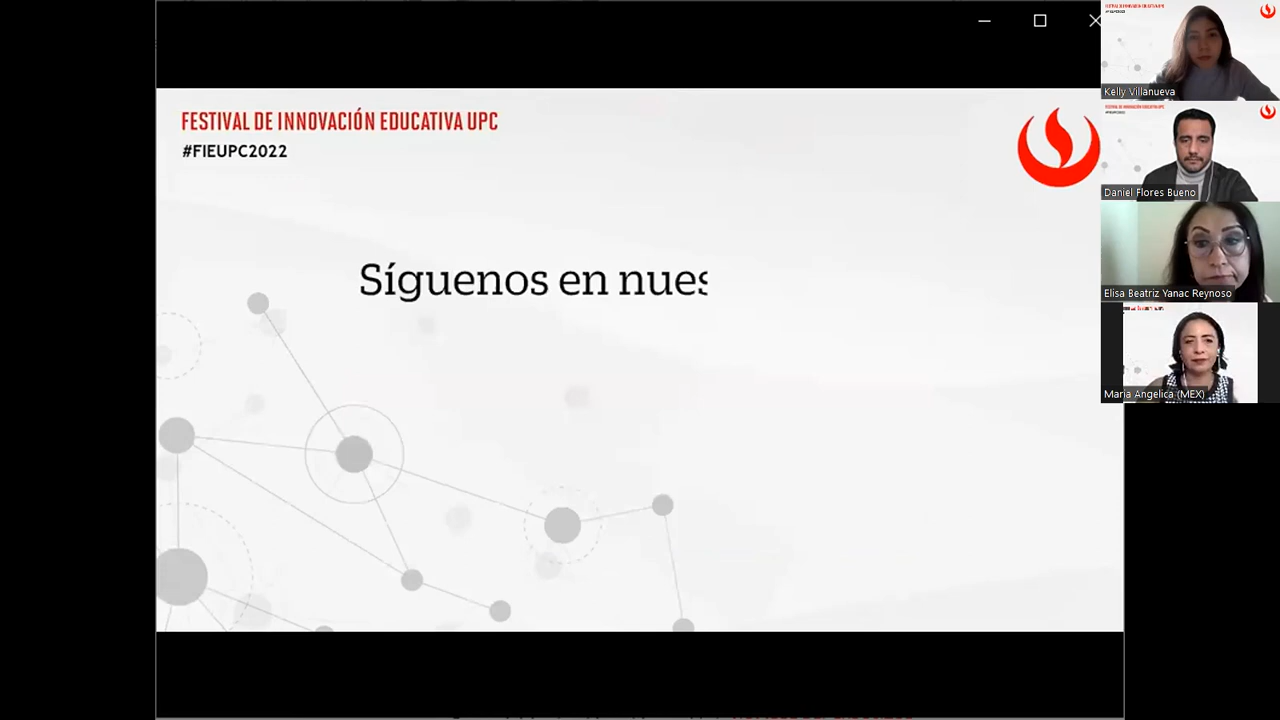 FESTIVAL DE INNOVACIÓN EDUCATIVA UPC
#FIEUPC2022
Síguenos en nues
Kelly Villanueva
Daniel Flores Bueno
Elisa Beatriz Yanac Reynoso
Maria Angelica (MEX)